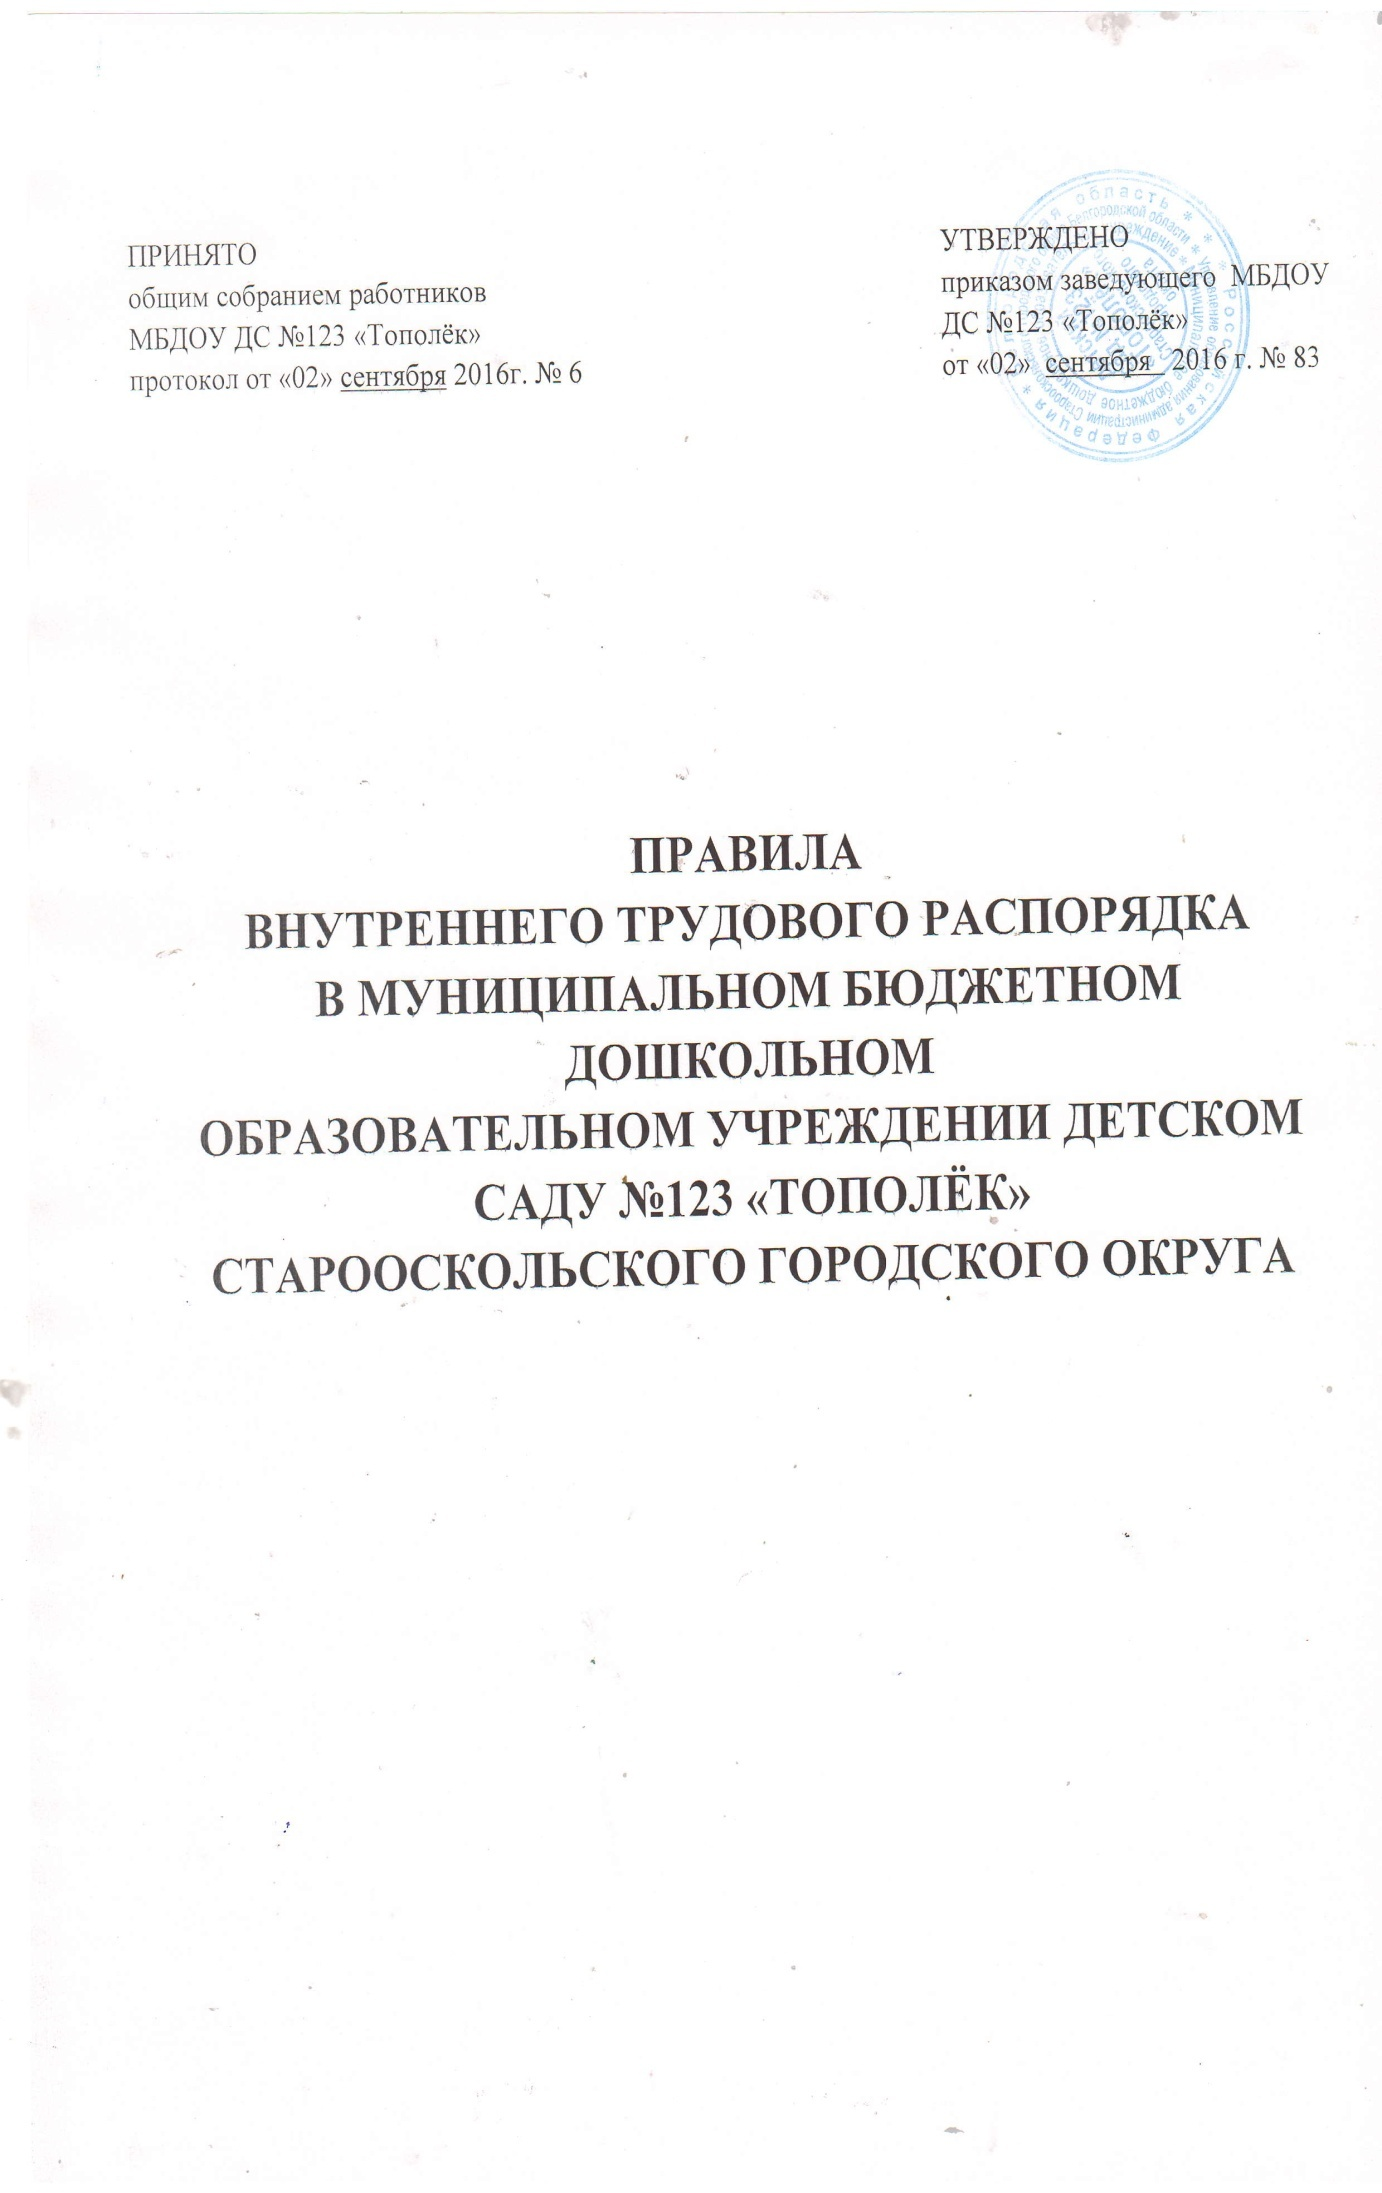 ПРИНЯТО
общим собранием работников
МБДОУ ДС №123 «Тополёк»
протокол от «02» сентября 2016г. № 6
УТВЕРЖДЕНО
приказом заведующего МБДОУ
ДС №123 «Тополёк»
от «02» сентября 2016 г. № 83
ПРАВИЛА
ВНУТРЕННЕГО ТРУДОВОГО РАСПОРЯДКА
В МУНИЦИПАЛЬНОМ БЮДЖЕТНОМ
ДОШКОЛЬНОМ
ОБРАЗОВАТЕЛЬНОМ УЧРЕЖДЕНИИ ДЕТСКОМ
САДУ №123 «ТОПОЛЁК»
СТАРООСКОЛЬСКОГО ГОРОДСКОГО ОКРУГА